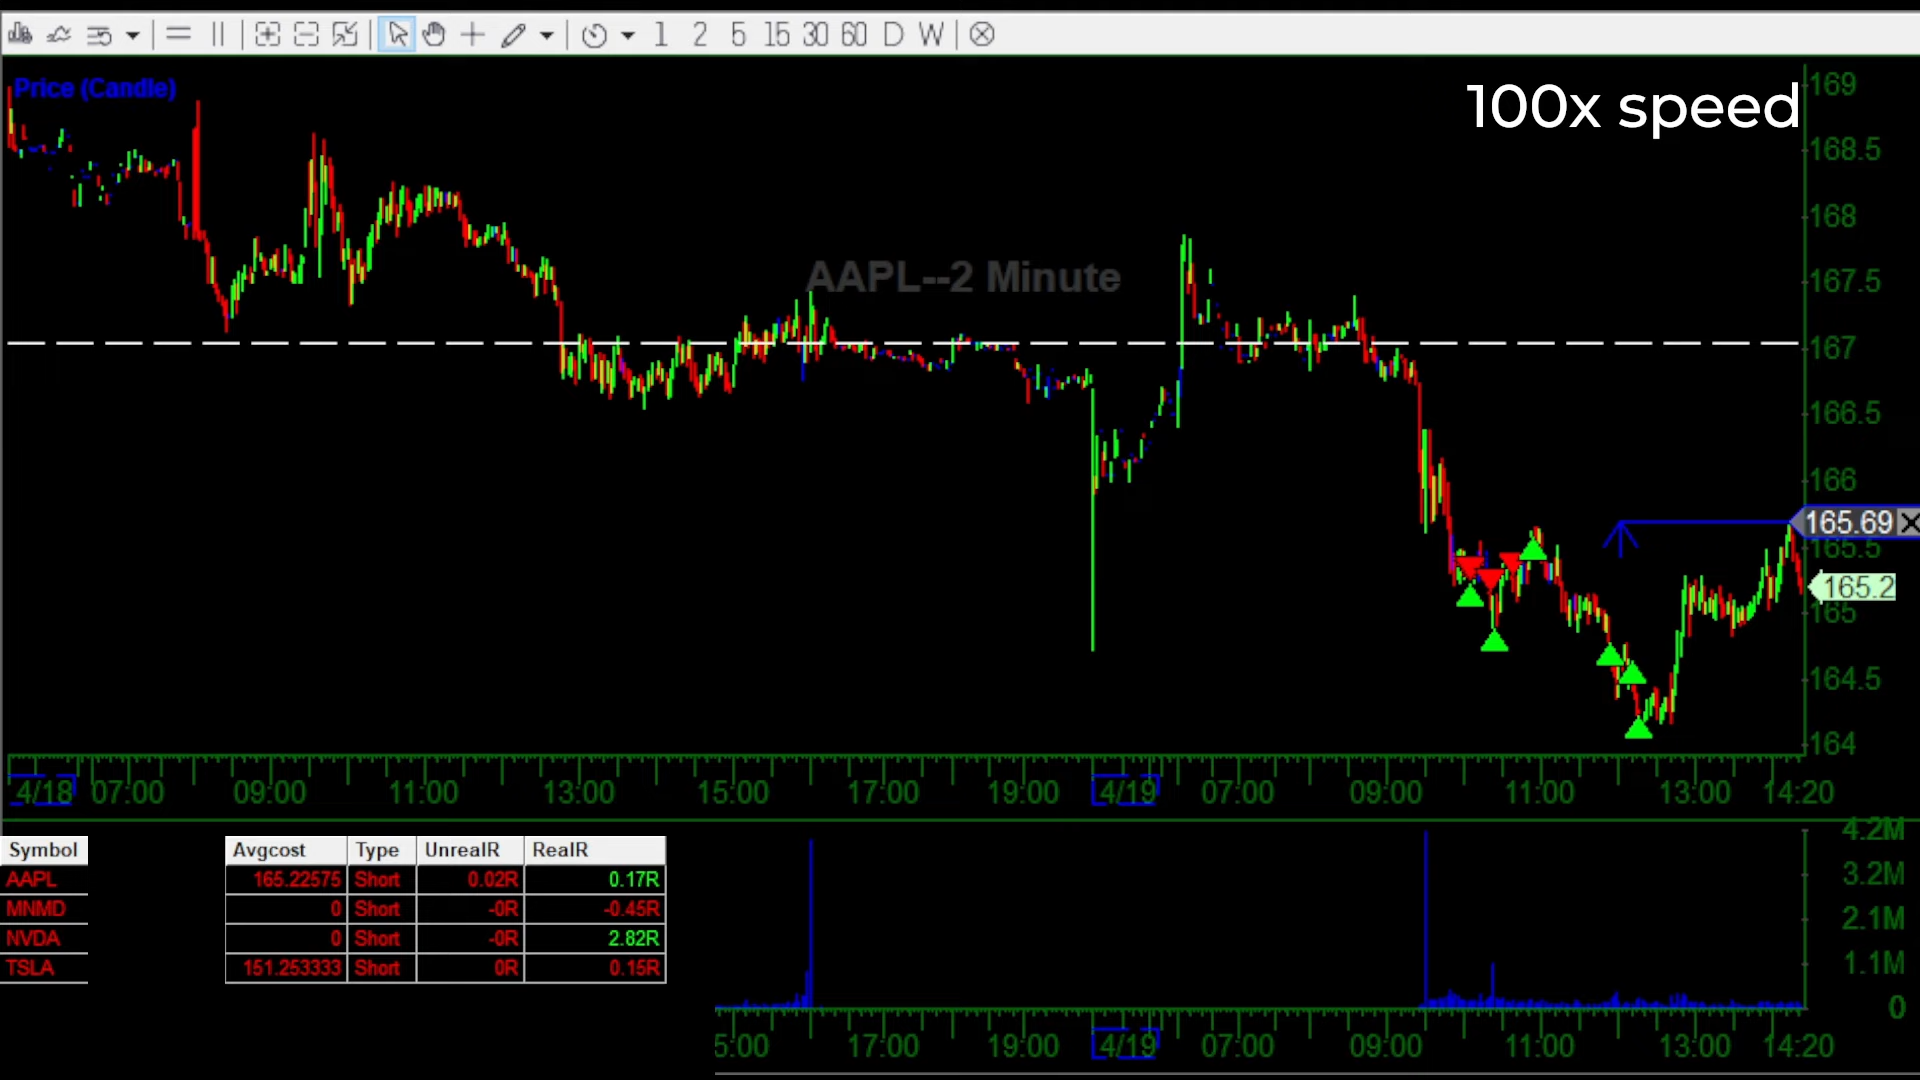 1 2 5 15 30 60 D W
Price (Candle)
100x speed
AAPL--2 Minute
169
168.5
168
167.5
167
166.5
166
165.69
165.5
165.2
165
164.5
164
4/18 07:00 09:00 11:00 13:00 15:00 17:00 19:00 4/19 07:00 09:00 11:00 13:00 14:20
Symbol Avgcost Type UnrealR RealR
AAPL 165.22575 Short 0.02R 0.17R
MNMD 0 Short -0R -0.45R
NVDA 0 Short -0R 2.82R
TSLA 151.253333 Short 0R 0.15R
4.2M
3.2M
2.1M
1.1M
0
5:00 17:00 19:00 4/19 07:00 09:00 11:00 13:00 14:20